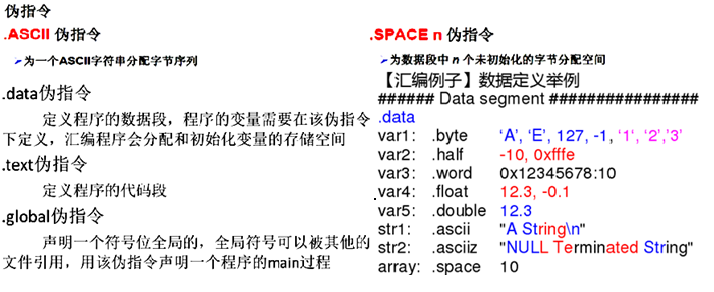 伪指令
.ASCII 伪指令
➢为一个ASCII字符串分配字节序列
.data伪指令
定义程序的数据段，程序的变量需要在该伪指令
下定义，汇编程序会分配和初始化变量的存储空间
.text伪指令
定义程序的代码段
.global伪指令
声明一个符号位全局的，全局符号可以被其他的
文件引用，用该伪指令声明一个程序的main过程
.SPACE n 伪指令
➢为数据段中 n 个未初始化的字节分配空间
【汇编例子】数据定义举例
###### Data segment ################
.data
var1: .byte ‘A’, ‘E’, 127, -1, ‘1’, ‘2’,’3’
var2: .half -10, 0xfffe
var3: .word 0x12345678:10
var4: .float 12.3, -0.1
var5: .double 12.3
str1: .ascii "A String\n"
str2: .asciiz "NULL Terminated String"
array: .space 10